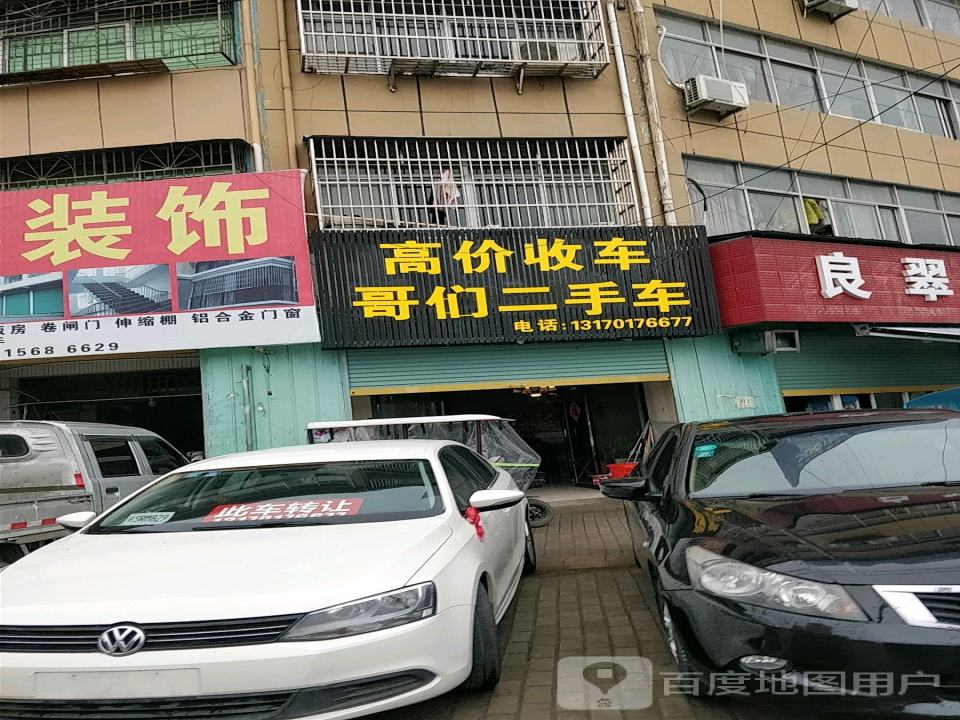 装饰
房 卷闸门 伸缩棚 铝合金门窗
1568 6629
高价收车
哥们二手车
电话:13170176677
良翠
此车转让
百度地图用户